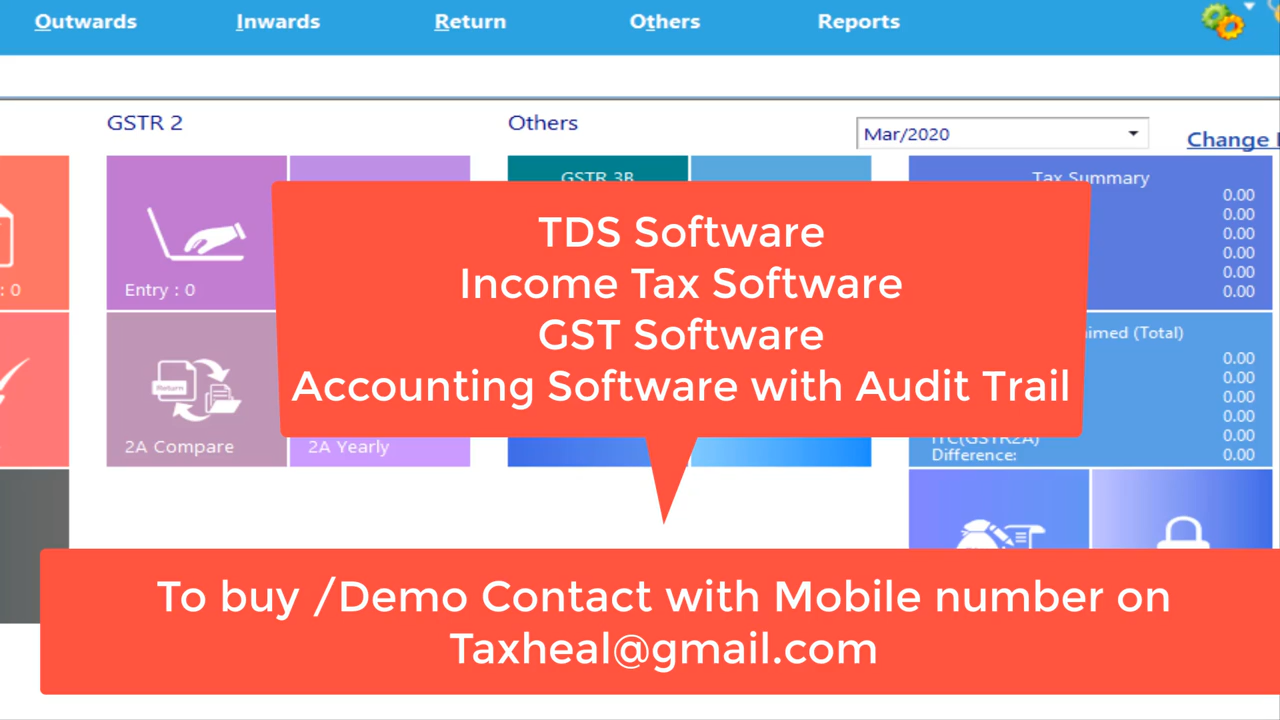 Outwards Inwards Return Others Reports
GSTR 2 Others
Mar/2020
Change
GSTR 3B
Tax Summary
0.00
0.00
0.00
0.00
0.00
0.00
: 0
Entry : 0
TDS Software
Income Tax Software
GST Software
Accounting Software with Audit Trail
(Total)
0.00
0.00
0.00
0.00
ITC(GSTR2A) 0.00
Difference: 0.00
Return
2A Compare
2A Yearly
To buy /Demo Contact with Mobile number on
Taxheal@gmail.com